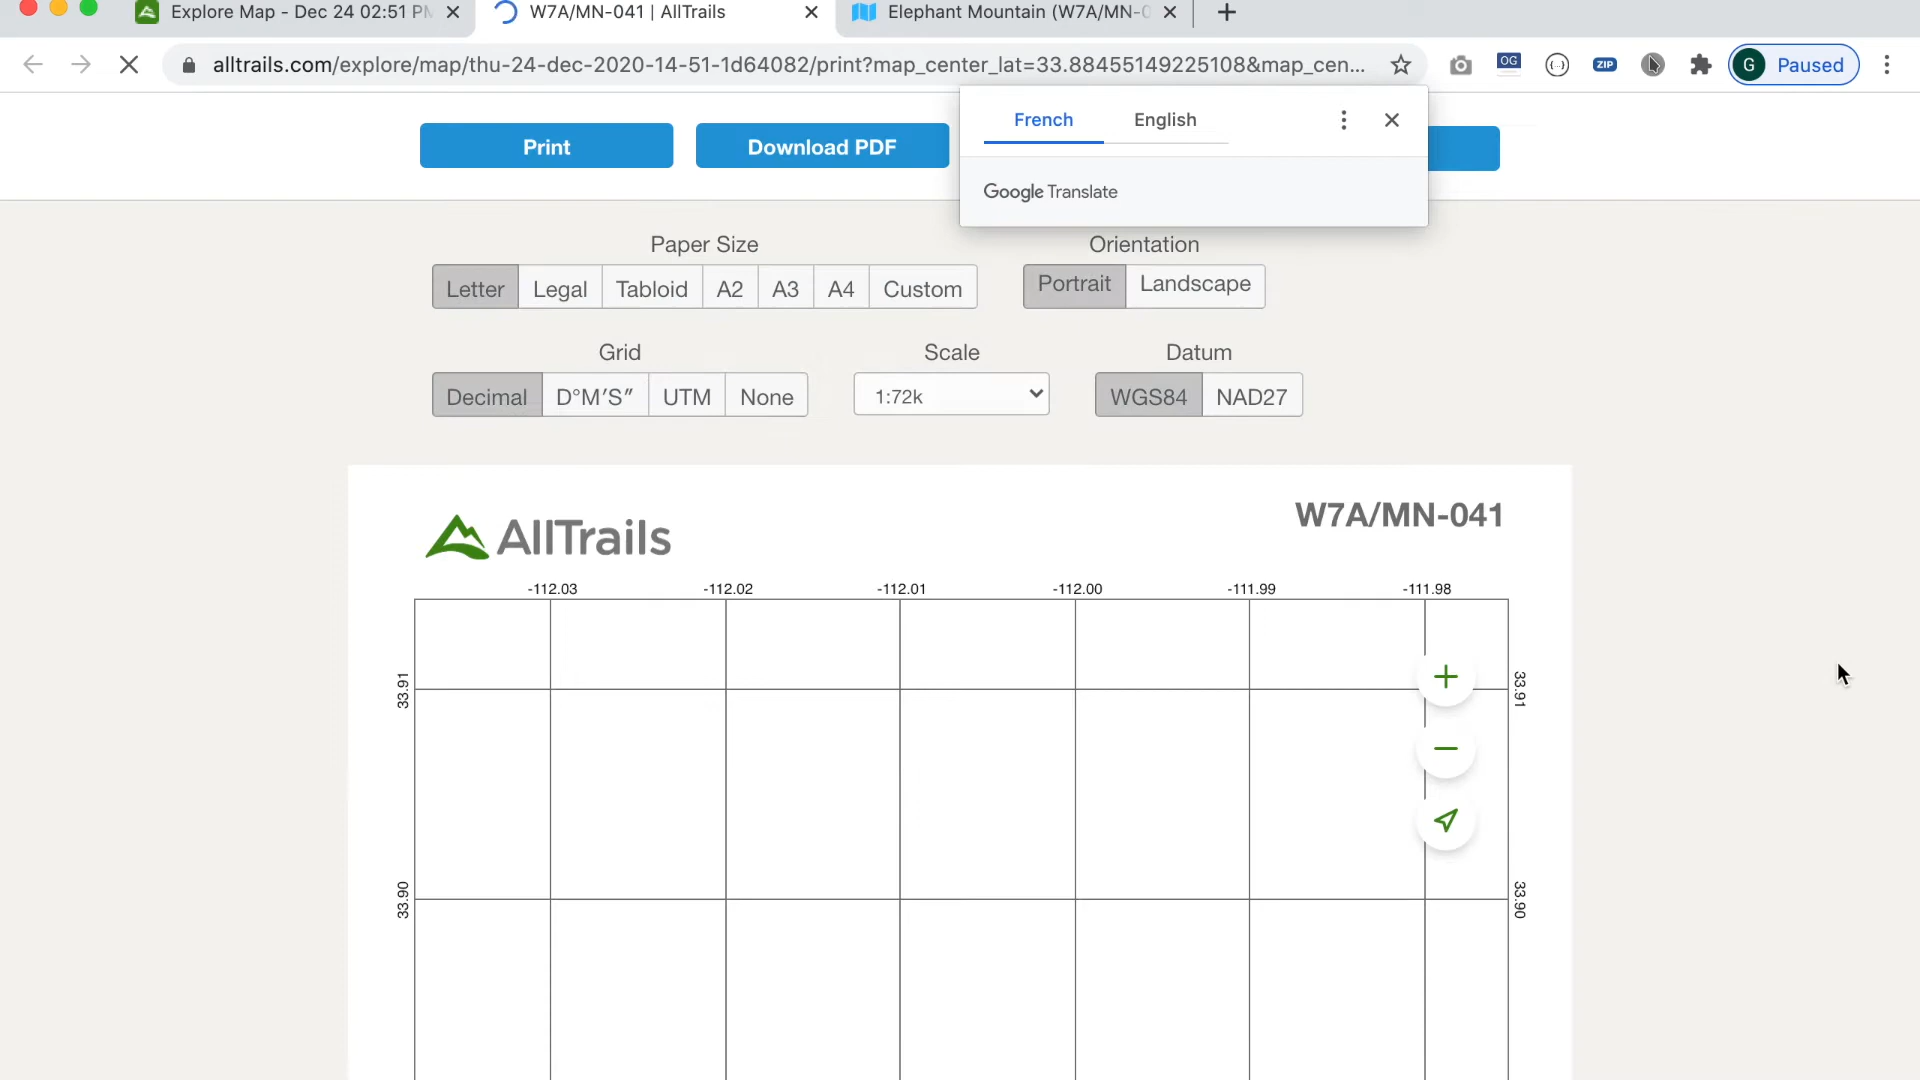 Explore Map - Dec 24 02:51 PM
W7A/MN-041 | AllTrails
Elephant Mountain (W7A/MN-0
alltrails.com/explore/map/thu-24-dec-2020-14-51-1d64082/print?map_center_lat=33.88455149225108&map_cen...
OG
ZIP
G
Paused
French
English
Google Translate
Print
Download PDF
Paper Size
Orientation
Letter
Legal
Tabloid
A2
A3
A4
Custom
Portrait
Landscape
Grid
Scale
Datum
Decimal
D°M′S″
UTM
None
1:72k
WGS84
NAD27
AllTrails
W7A/MN-041
-112.03
-112.02
-112.01
-112.00
-111.99
-111.98
33.91
33.91
33.90
33.90